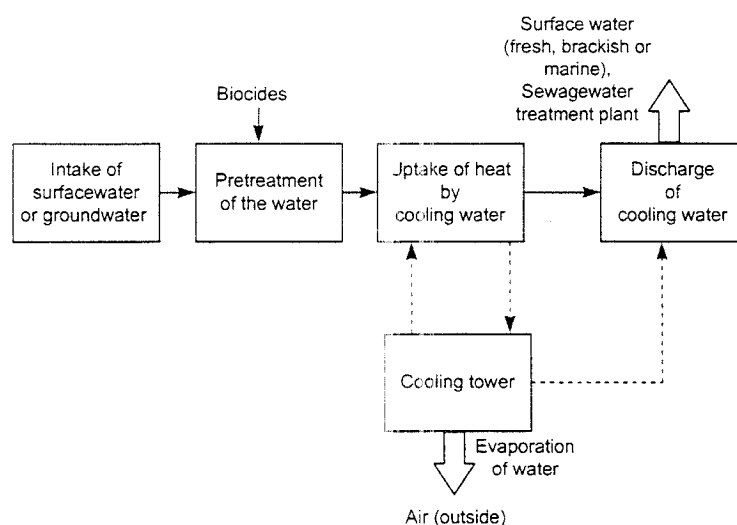 Surface water
(fresh, brackish or
marine),
Sewagewater
treatment plant
Biocides
Intake of
surfacewater
or groundwater
Pretreatment
of the water
Uptake of heat
by
cooling water
Discharge
of
cooling water
Cooling tower
Evaporation
of water
Air (outside)